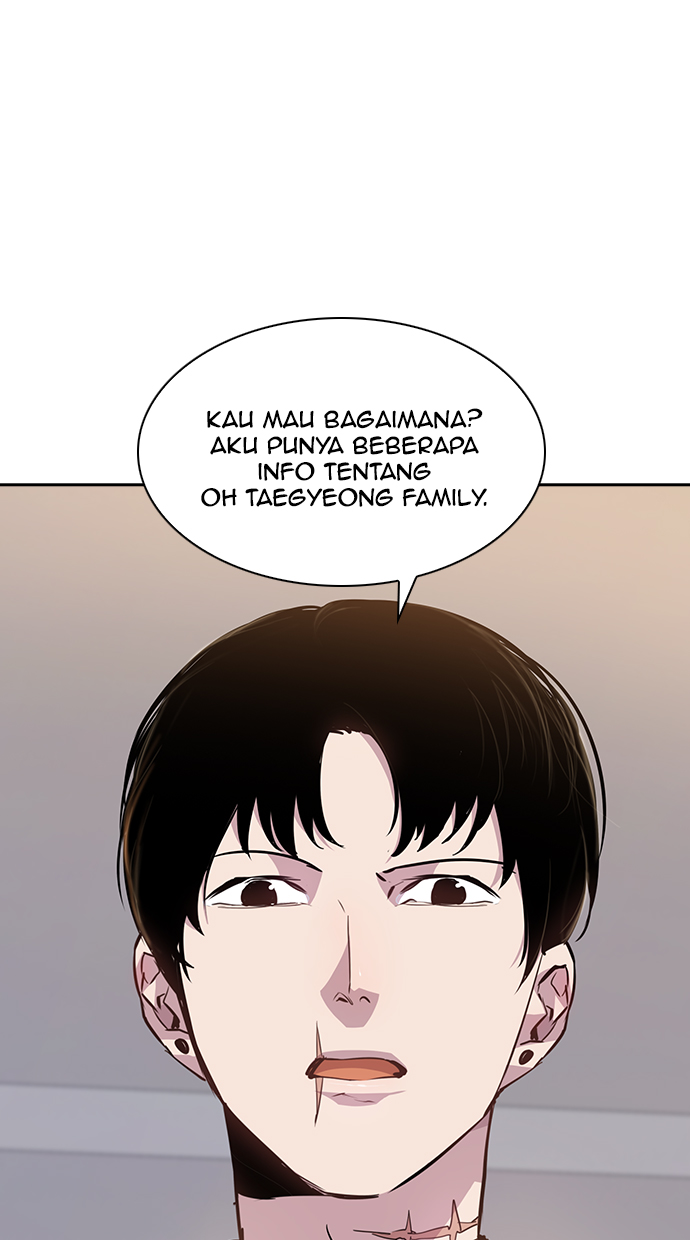 KAU MAU BAGAIMANA?
AKU PUNYA BEBERAPA
INFO TENTANG
OH TAEGYEONG FAMILY.